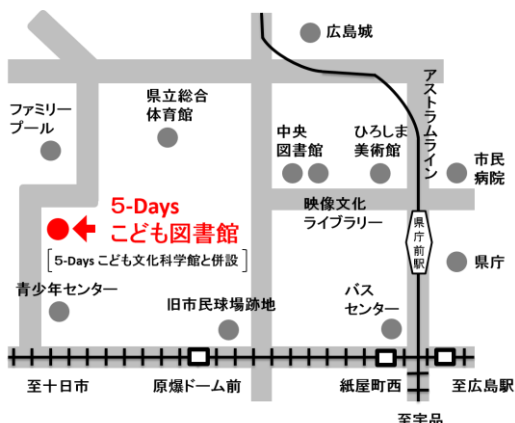 広島城
アストラムライン
ファミリー
プール
県立総合
体育館
中央
図書館
ひろしま
美術館
市民
病院
5-Days
こども図書館
[5-Days こども文化科学館と併設]
映像文化
ライブラリー
県庁前駅
県庁
青少年センター
旧市民球場跡地
バス
センター
至十日市
原爆ドーム前
紙屋町西
至広島駅
至宇品